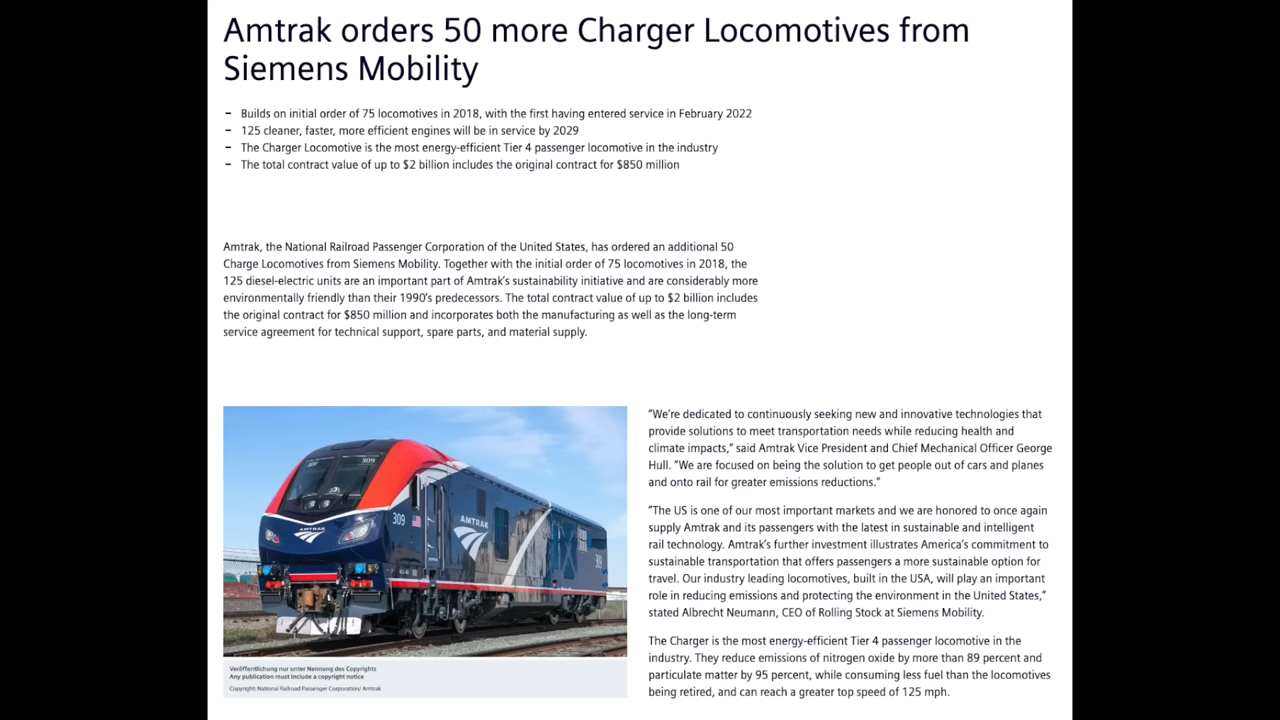 Amtrak orders 50 more Charger Locomotives from
Siemens Mobility
– Builds on initial order of 75 locomotives in 2018, with the first having entered service in February 2022
– 125 cleaner, faster, more efficient engines will be in service by 2029
– The Charger Locomotive is the most energy-efficient Tier 4 passenger locomotive in the industry
– The total contract value of up to $2 billion includes the original contract for $850 million
Amtrak, the National Railroad Passenger Corporation of the United States, has ordered an additional 50
Charge Locomotives from Siemens Mobility. Together with the initial order of 75 locomotives in 2018, the
125 diesel-electric units are an important part of Amtrak's sustainability initiative and are considerably more
environmentally friendly than their 1990's predecessors. The total contract value of up to $2 billion includes
the original contract for $850 million and incorporates both the manufacturing as well as the long-term
service agreement for technical support, spare parts, and material supply.
309
309
309
AMTRAK
AMTRAK
309
Veröffentlichung nur unter Nennung des Copyrights
Any publication must include a copyright notice
Copyright: National Railroad Passenger Corporation/ Amtrak
"We're dedicated to continuously seeking new and innovative technologies that
provide solutions to meet transportation needs while reducing health and
climate impacts," said Amtrak Vice President and Chief Mechanical Officer George
Hull. "We are focused on being the solution to get people out of cars and planes
and onto rail for greater emissions reductions."
"The US is one of our most important markets and we are honored to once again
supply Amtrak and its passengers with the latest in sustainable and intelligent
rail technology. Amtrak's further investment illustrates America's commitment to
sustainable transportation that offers passengers a more sustainable option for
travel. Our industry leading locomotives, built in the USA, will play an important
role in reducing emissions and protecting the environment in the United States,"
stated Albrecht Neumann, CEO of Rolling Stock at Siemens Mobility.
The Charger is the most energy-efficient Tier 4 passenger locomotive in the
industry. They reduce emissions of nitrogen oxide by more than 89 percent and
particulate matter by 95 percent, while consuming less fuel than the locomotives
being retired, and can reach a greater top speed of 125 mph.